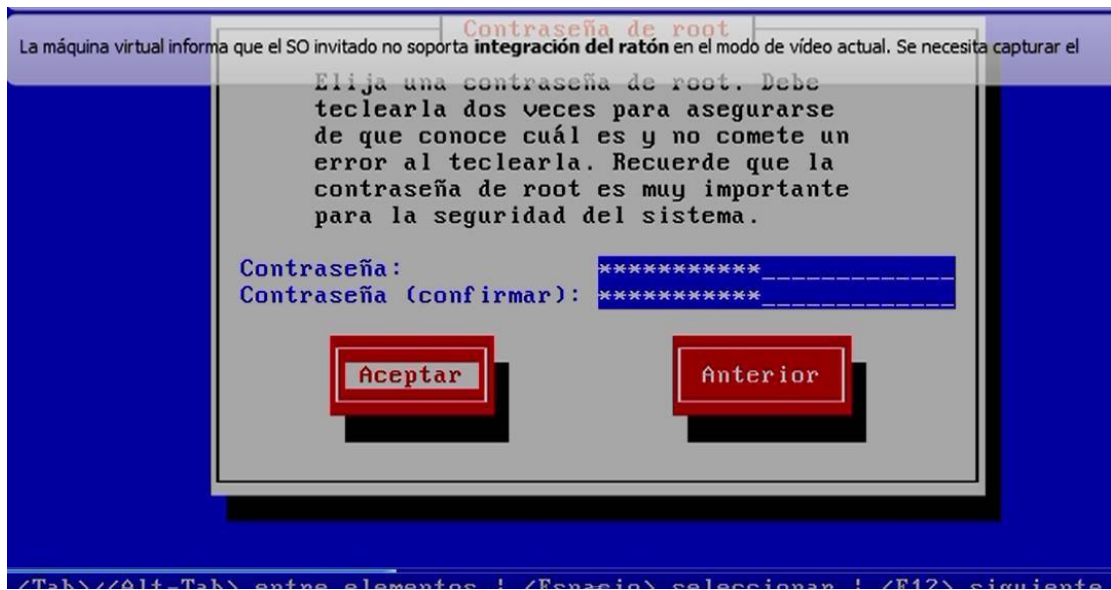 Contraseña de root
La máquina virtual informa que el SO invitado no soporta integración del ratón en el modo de vídeo actual. Se necesita capturar el
Elija una contraseña de root. Debe
teclearla dos veces para asegurarse
de que conoce cuál es y no comete un
error al teclearla. Recuerde que la
contraseña de root es muy importante
para la seguridad del sistema.
Contraseña: ***********____________
Contraseña (confirmar): ***********____________
Aceptar Anterior
<Tab>/<Alt-Tab> entre elementos | <Espacio> seleccionar | <F12> siguiente